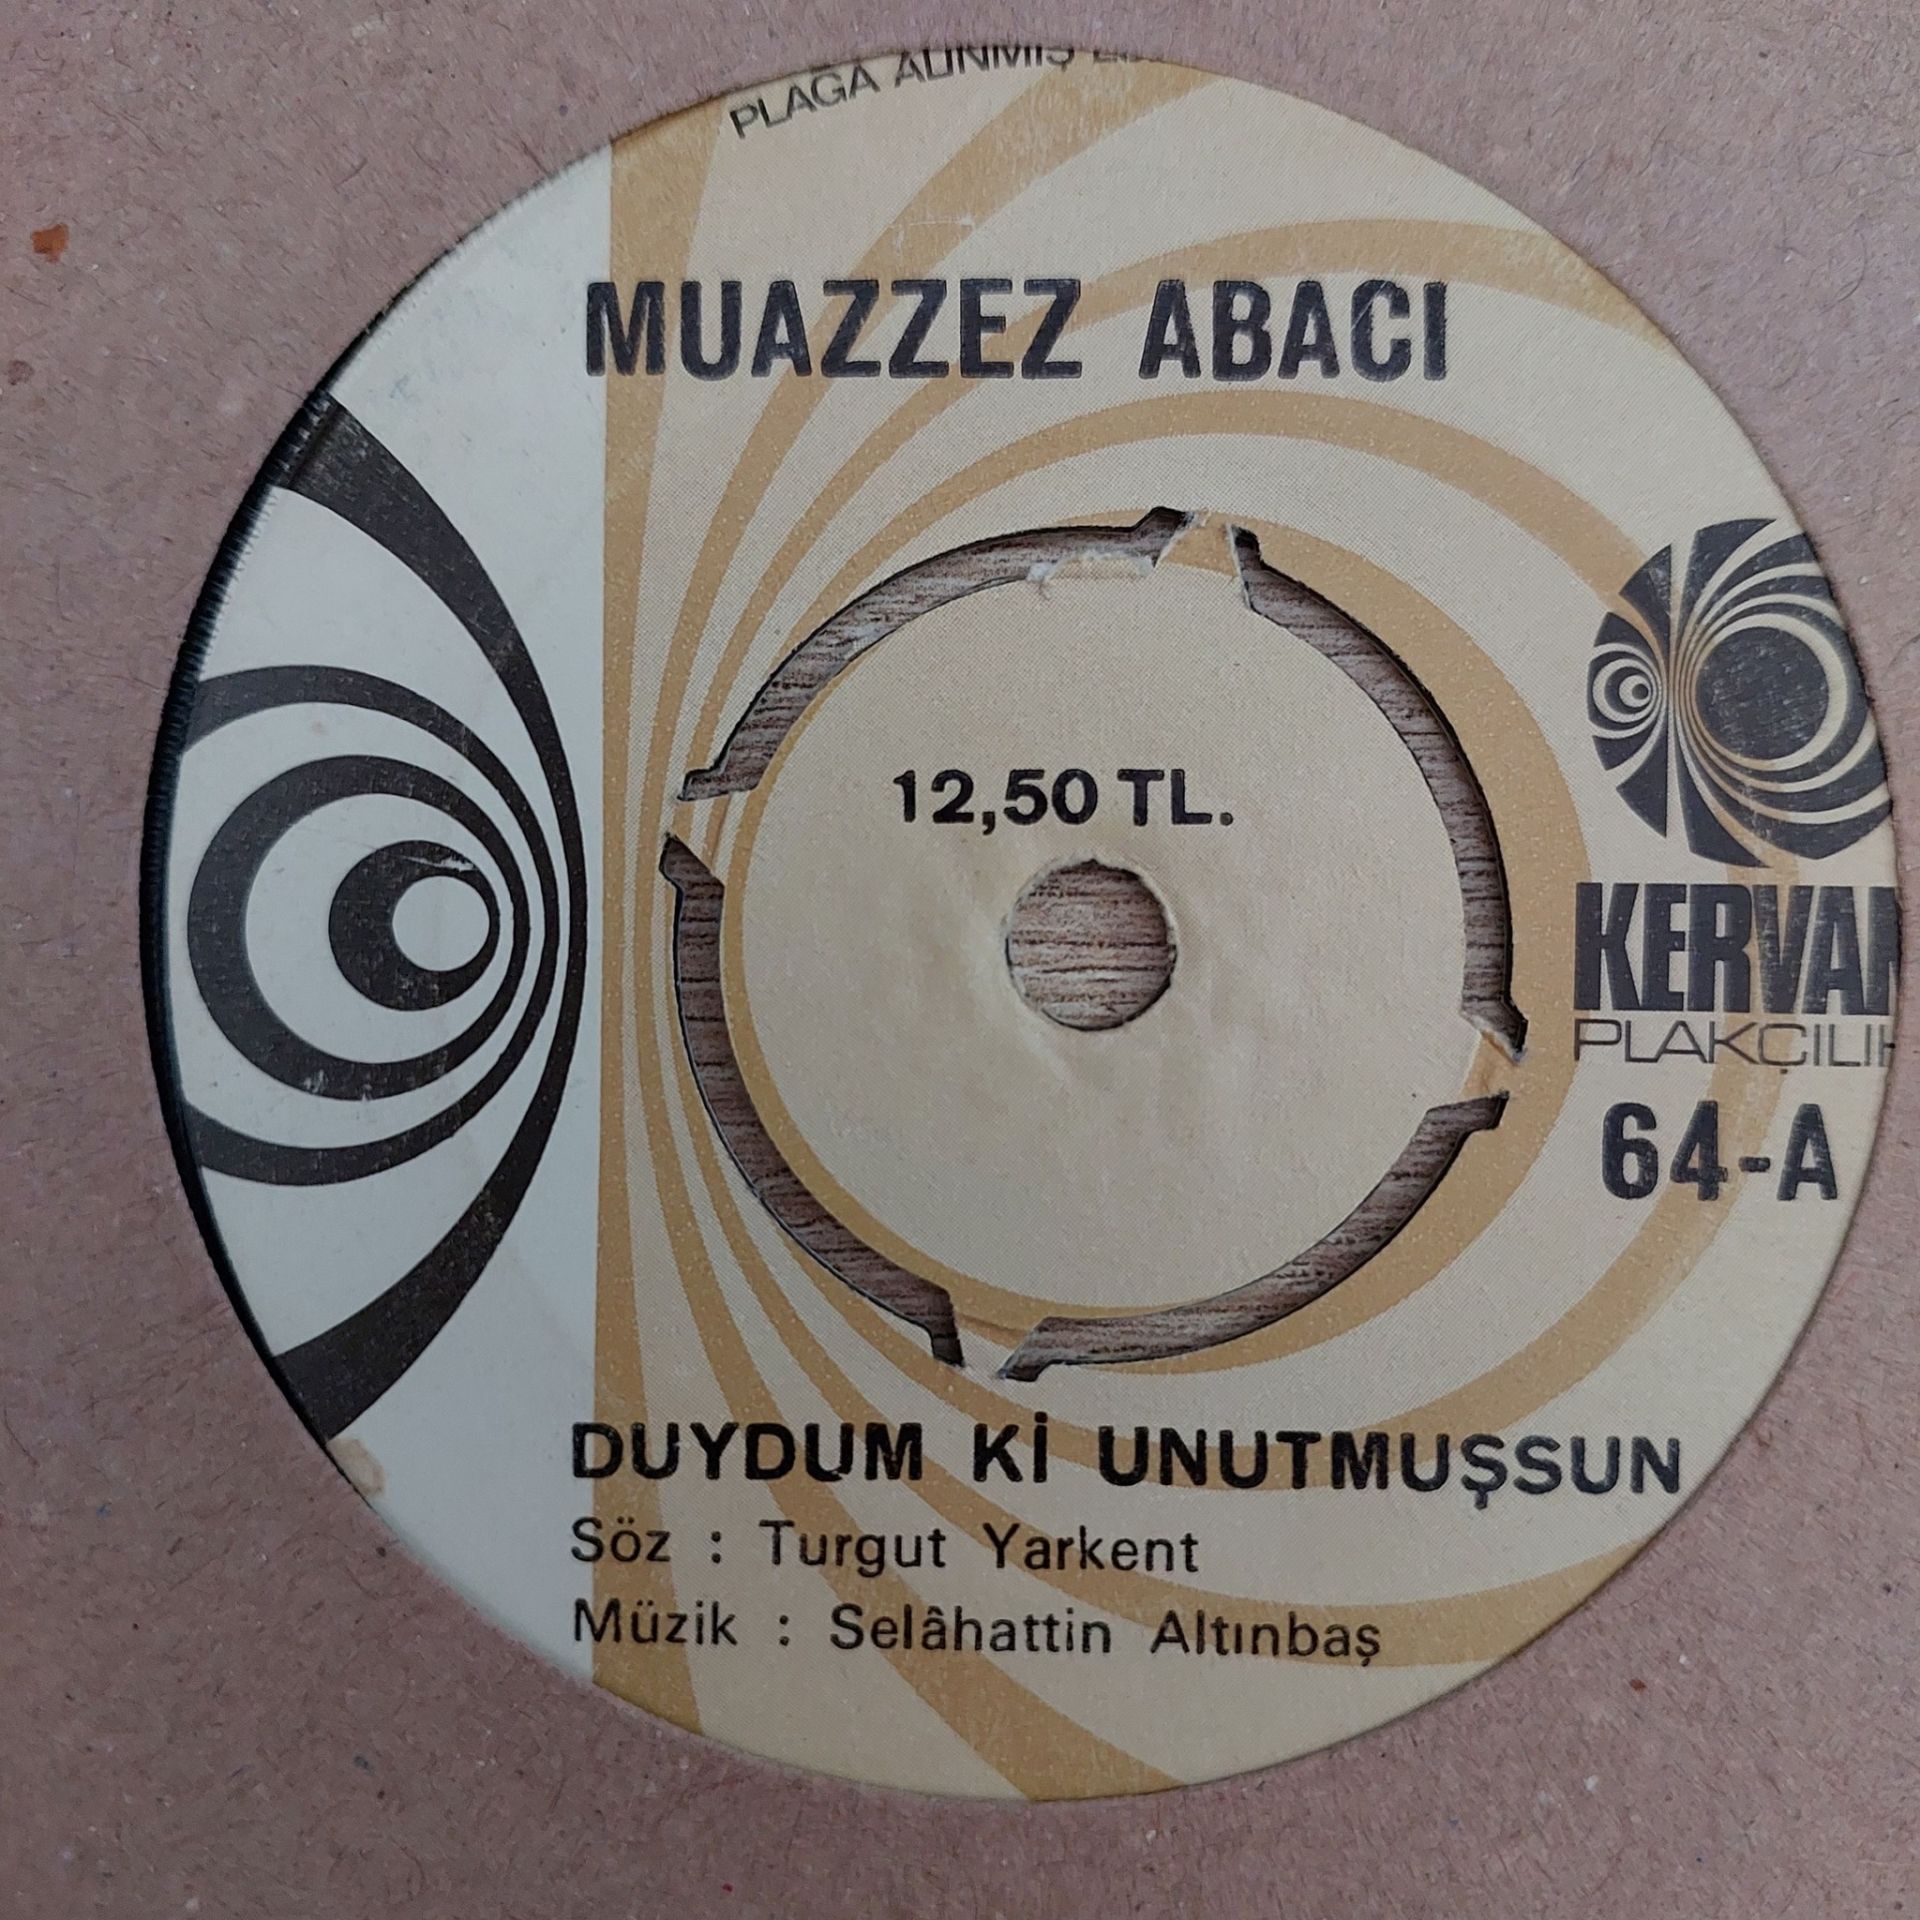 PLAĞA ALINMIŞ
MUAZZEZ ABACI
12,50 TL.
KERVAN
PLAKÇILIK
64-A
DUYDUM Kİ UNUTMUŞSUN
Söz : Turgut Yarkent
Müzik : Selâhattin Altınbaş